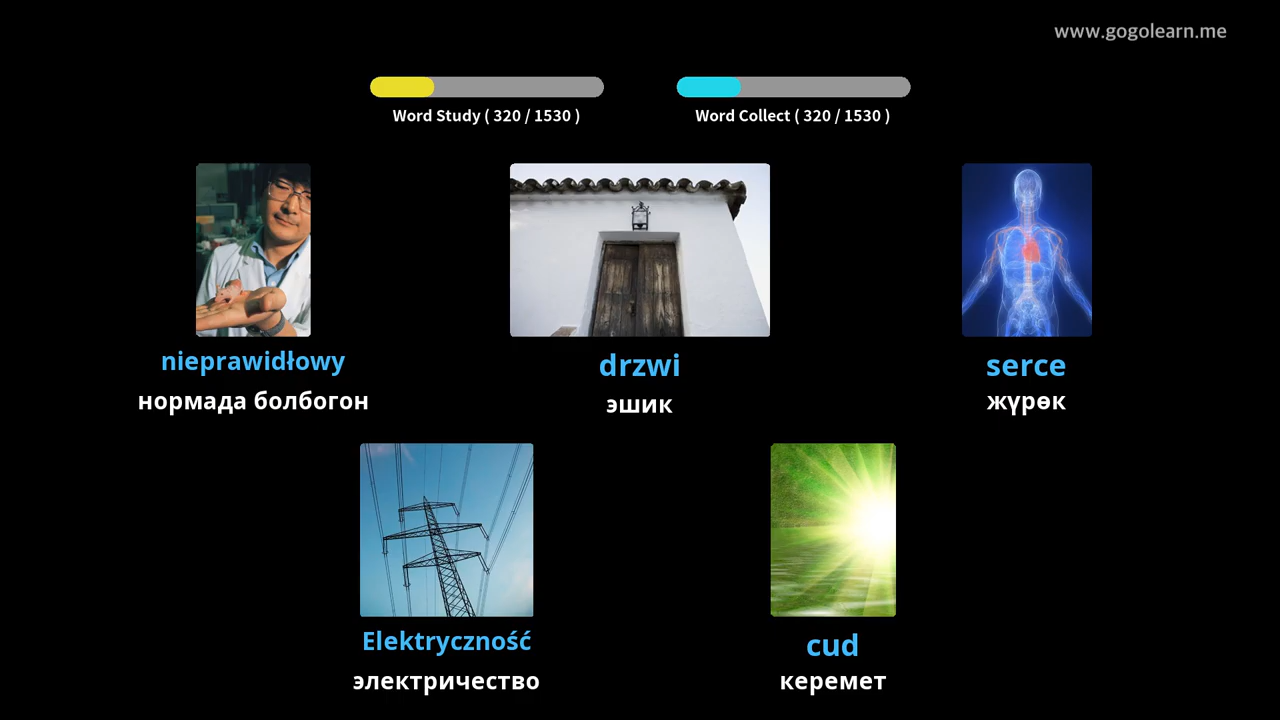 www.gogolearn.me
Word Study ( 320 / 1530 )
Word Collect ( 320 / 1530 )
nieprawidłowy
нормада болбогон
drzwi
эшик
serce
жүрөк
Elektryczność
электричество
cud
керемет